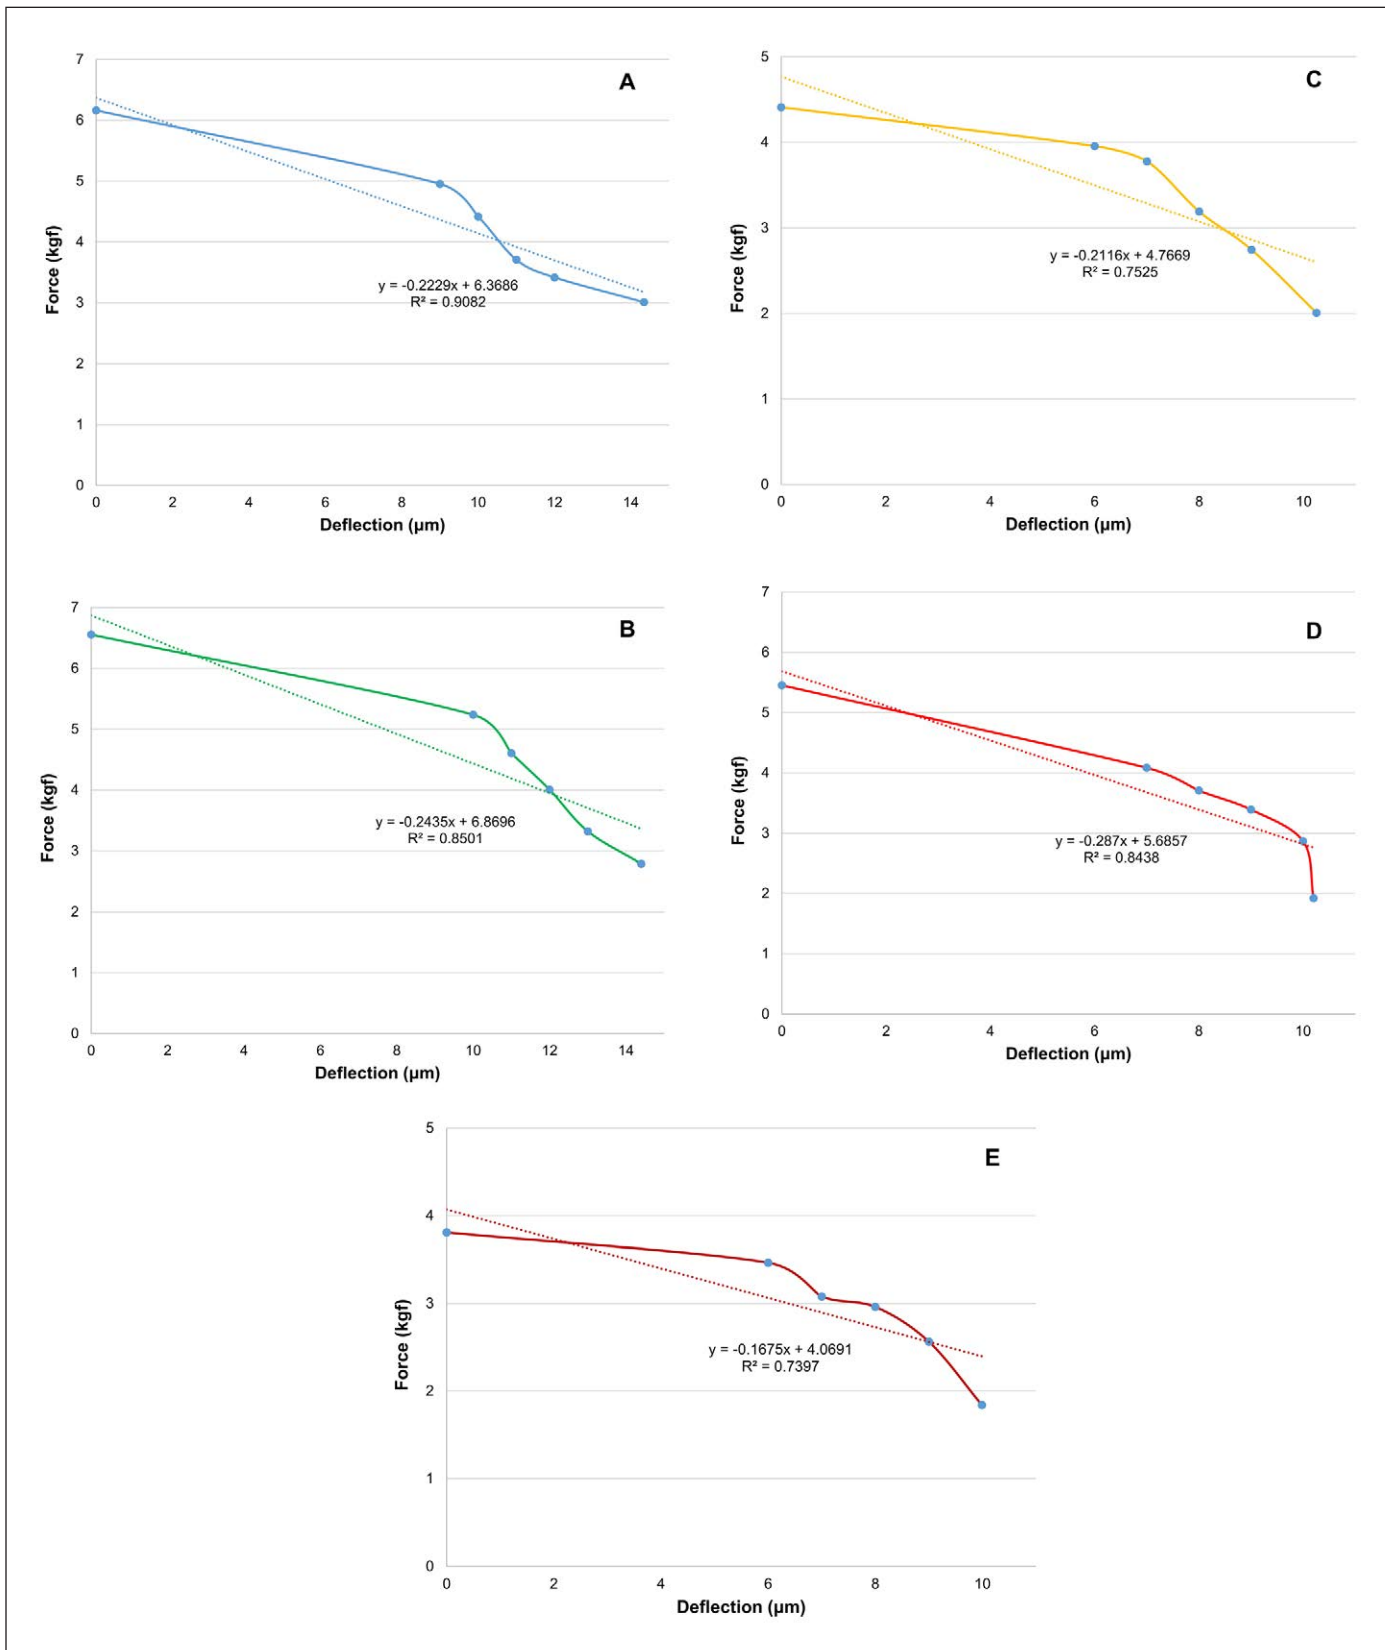 A
7
6
5
4
3
2
1
0
Force (kgf)
y = -0.2229x + 6.3686
R² = 0.9082
0 2 4 6 8 10 12 14
Deflection (µm)
C
5
4
3
2
1
0
Force (kgf)
y = -0.2116x + 4.7669
R² = 0.7525
0 2 4 6 8 10
Deflection (µm)
B
7
6
5
4
3
2
1
0
Force (kgf)
y = -0.2435x + 6.8696
R² = 0.8501
0 2 4 6 8 10 12 14
Deflection (µm)
D
7
6
5
4
3
2
1
0
Force (kgf)
y = -0.287x + 5.6857
R² = 0.8438
0 2 4 6 8 10
Deflection (µm)
E
5
4
3
2
1
0
Force (kgf)
y = -0.1675x + 4.0691
R² = 0.7397
0 2 4 6 8 10
Deflection (µm)